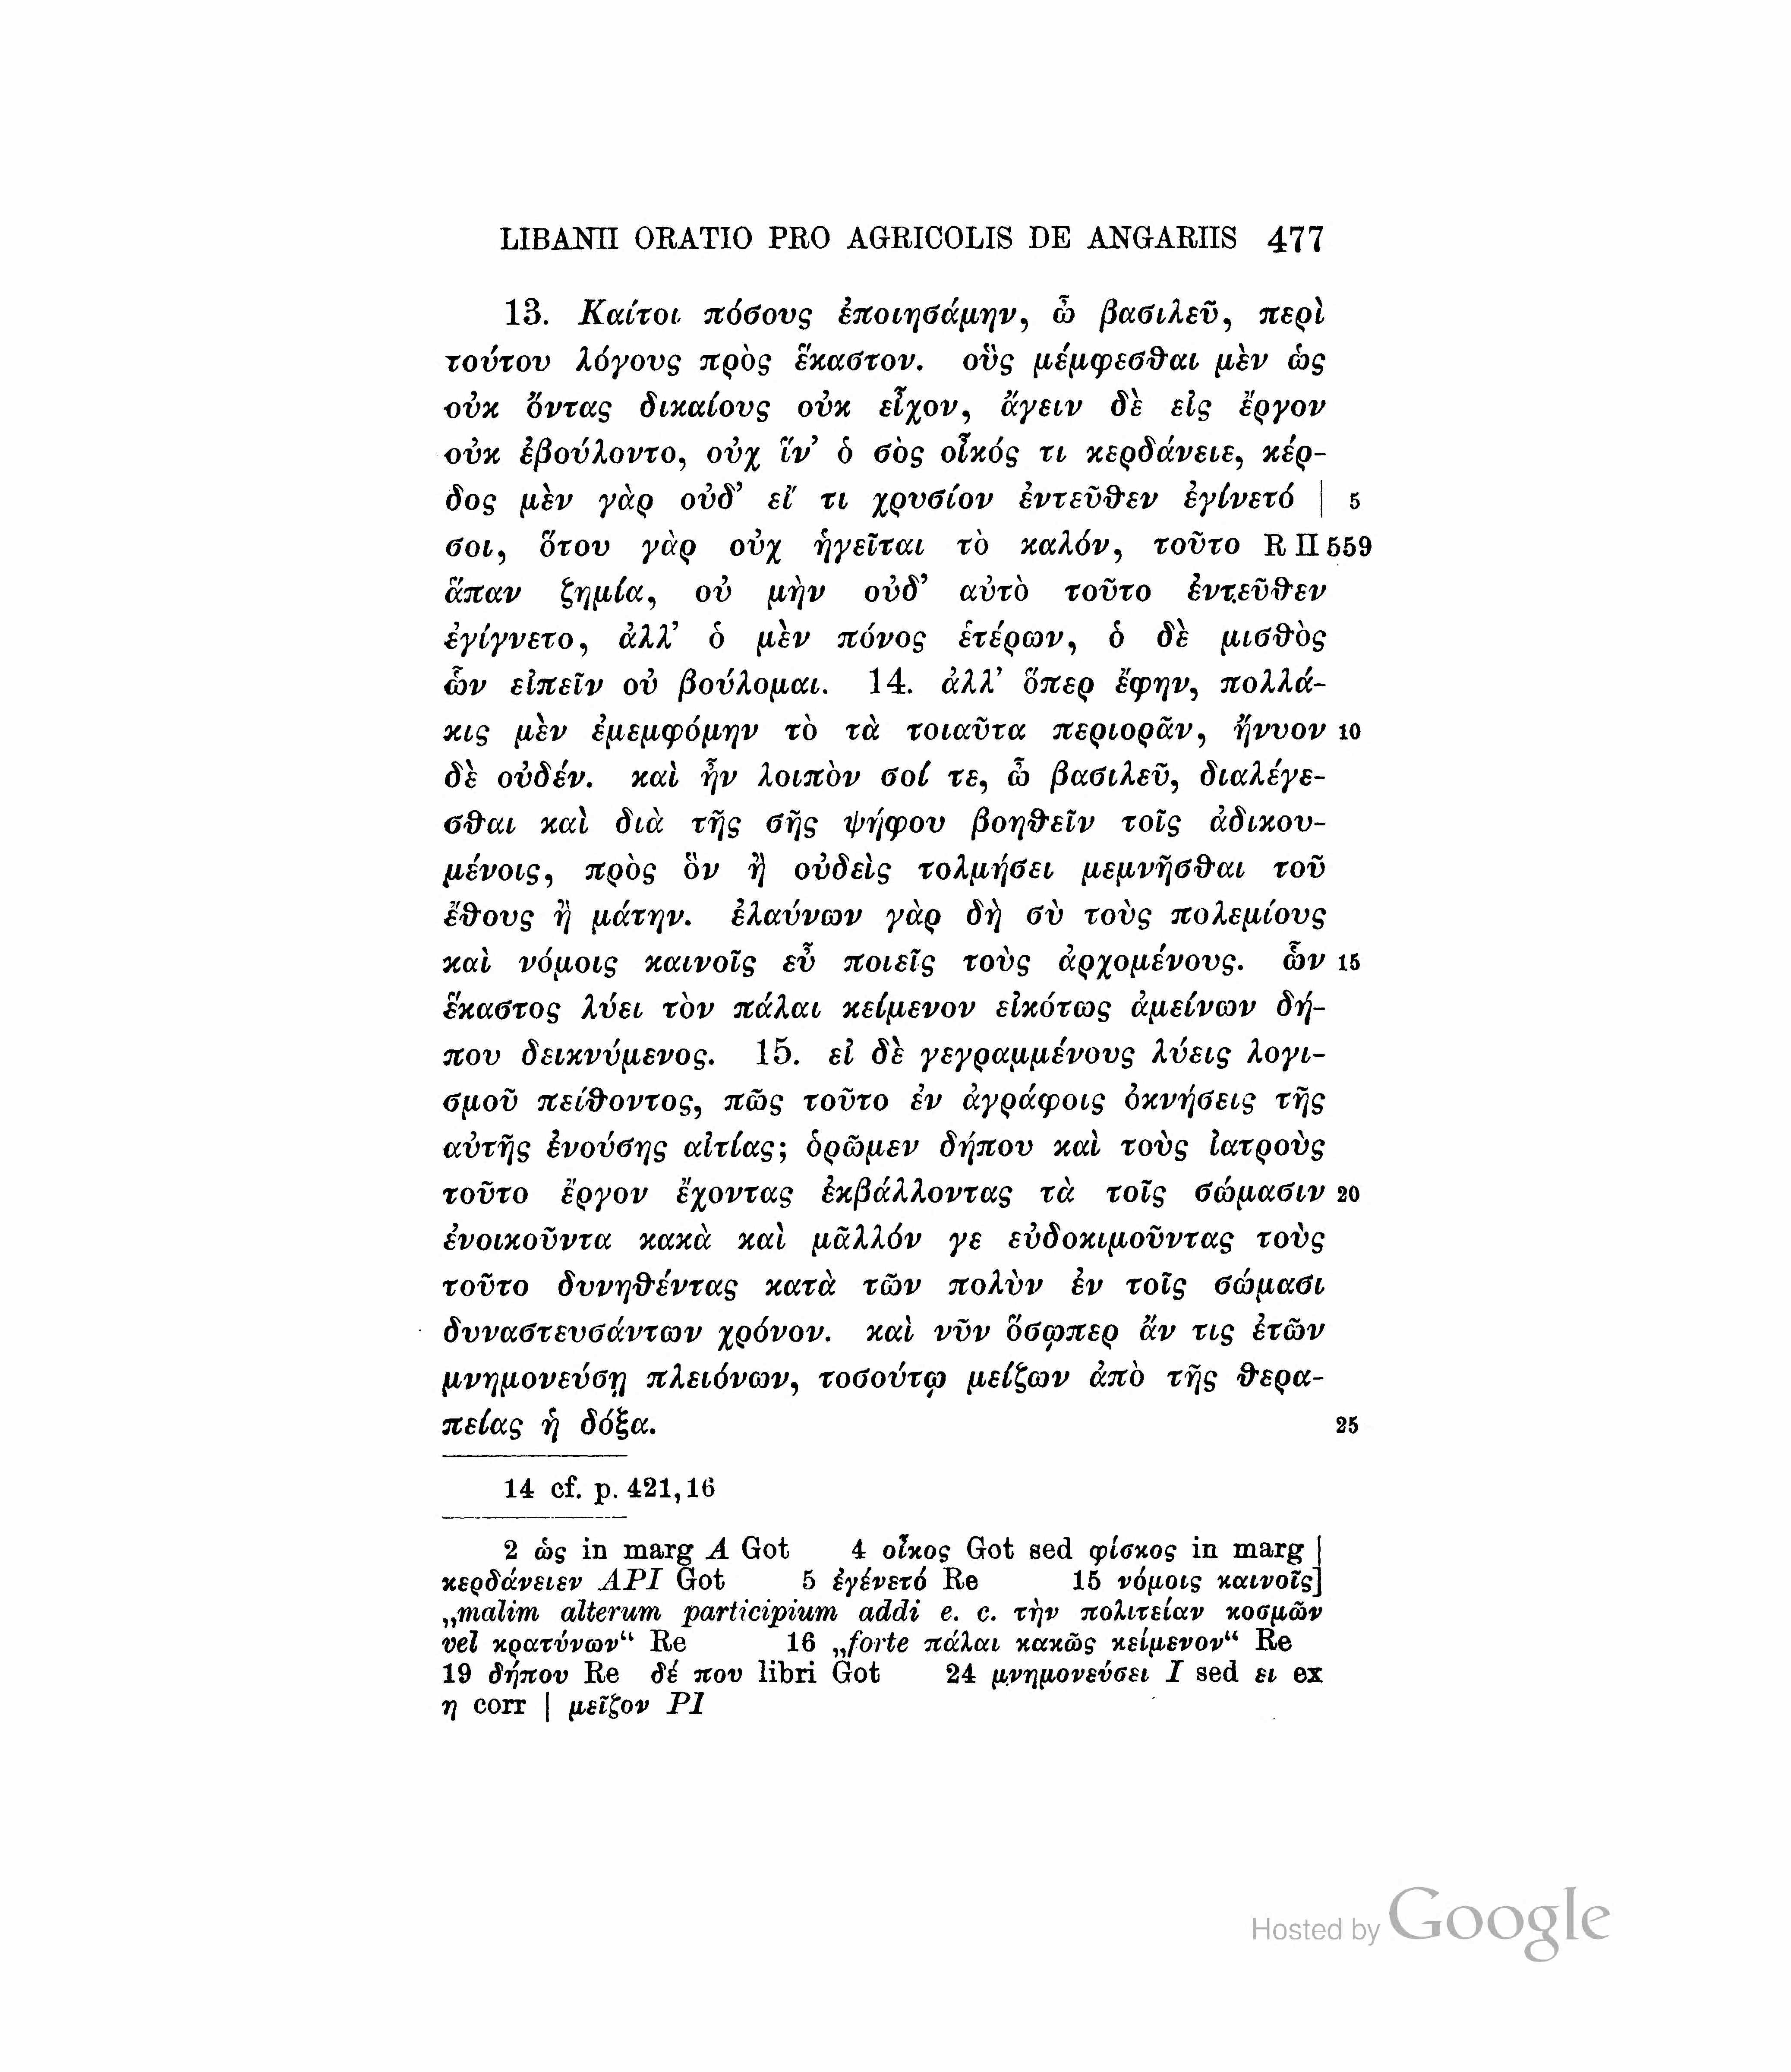 LIBANII ORATIO PRO AGRICOLIS DE ANGARIIS 477
13. Καίτοι πόσους ἐποιησάμην, ὦ βασιλεῦ, περὶ
τούτου λόγους πρὸς ἕκαστον. οὓς μέμφεσθαι μὲν ὡς
οὐκ ὄντας δικαίους οὐκ εἶχον, ἄγειν δὲ εἰς ἔργον
οὐκ ἐβούλοντο, οὐχ ἵν’ ὁ σὸς οἶκός τι κερδάνειε, κέρ-
δος μὲν γὰρ οὐδ’ εἴ τι χρυσίον ἐντεῦθεν ἐγίνετό | 5
σοι, ὅτου γὰρ οὐχ ἡγεῖται τὸ καλόν, τοῦτο R II 559
ἅπαν ζημία, οὐ μὴν οὐδ’ αὐτὸ τοῦτο ἐντεῦθεν
ἐγίγνετο, ἀλλ’ ὁ μὲν πόνος ἑτέρων, ὁ δὲ μισθὸς
ὧν εἰπεῖν οὐ βούλομαι. 14. ἀλλ’ ὅπερ ἔφην, πολλά-
κις μὲν ἐμεμφόμην τὸ τὰ τοιαῦτα περιορᾶν, ἤνυον 10
δὲ οὐδέν. καὶ ἦν λοιπὸν σοί τε, ὦ βασιλεῦ, διαλέγε-
σθαι καὶ διὰ τῆς σῆς ψήφου βοηθεῖν τοῖς ἀδικου-
μένοις, πρὸς ὃν ἢ οὐδεὶς τολμήσει μεμνῆσθαι τοῦ
ἔθους ἢ μάτην. ἐλαύνων γὰρ δὴ σὺ τοὺς πολεμίους
καὶ νόμοις καινοῖς εὖ ποιεῖς τοὺς ἀρχομένους. ὧν 15
ἕκαστος λύει τὸν πάλαι κείμενον εἰκότως ἀμείνων δή-
που δεικνύμενος. 15. εἰ δὲ γεγραμμένους λύεις λογι-
σμοῦ πείθοντος, πῶς τοῦτο ἐν ἀγράφοις ὀκνήσεις τῆς
αὐτῆς ἐνούσης αἰτίας; ὁρῶμεν δήπου καὶ τοὺς ἰατροὺς
τοῦτο ἔργον ἔχοντας ἐκβάλλοντας τὰ τοῖς σώμασιν 20
ἐνοικοῦντα κακὰ καὶ μᾶλλόν γε εὐδοκιμοῦντας τοὺς
τοῦτο δυνηθέντας κατὰ τῶν πολὺν ἐν τοῖς σώμασι
δυναστευσάντων χρόνον. καὶ νῦν ὅσῳπερ ἄν τις ἐτῶν
μνημονεύσῃ πλειόνων, τοσούτῳ μείζων ἀπὸ τῆς θερα-
πείας ἡ δόξα. 25
14 cf. p. 421,16
2 ὡς in marg A Got 4 οἶκος Got sed φίσκος in marg |
κερδάνειεν API Got 5 ἐγένετό Re 15 νόμοις καινοῖς]
„malim alterum participium addi e. c. τὴν πολιτείαν κοσμῶν
vel κρατύνων“ Re 16 „forte πάλαι κακῶς κείμενον“ Re
19 δήπου Re δέ που libri Got 24 μνημονεύσει I sed ει ex
η corr | μεῖζον PI
Hosted by Google